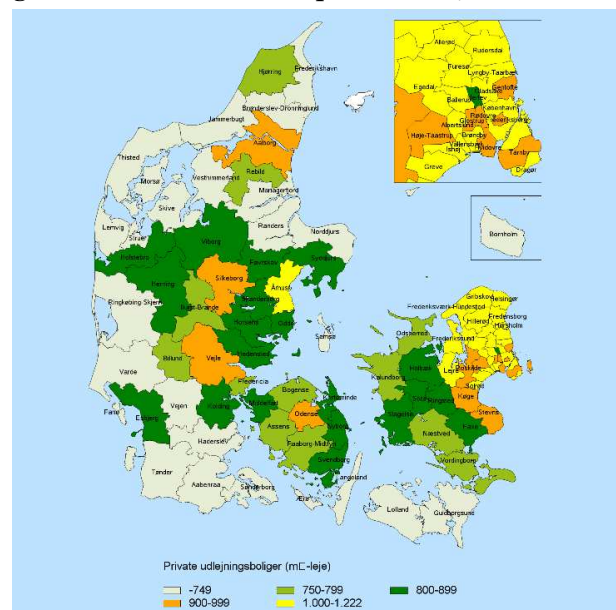 Hjørring
Frederikshavn
Brønderslev-Dronninglund
Jammerbugt
Aalborg
Thisted
Vesthimmerland
Rebild
Mariagerfjord
Morsø
Skive
Lemvig
Struer
Randers
Norddjurs
Holstebro
Viborg
Favrskov
Syddjurs
Herning
Silkeborg
Århus
Ringkøbing-Skjern
Ikast-Brande
Skanderborg
Horsens
Odder
Samsø
Billund
Vejle
Hedensted
Varde
Fredericia
Fanø
Esbjerg
Vejen
Kolding
Middelfart
Bogense
Kerteminde
Odense
Assens
Nyborg
Haderslev
Faaborg-Midtfyn
Svendborg
Langeland
Tønder
Aabenraa
Sønderborg
Ærø
Allerød
Rudersdal
Furesø
Lyngby-Taarbæk
Egedal
Gentofte
Gladsaxe
Ballerup
København
Rødovre
Albertslund
Glostrup
Høje-Taastrup
Brøndby
Hvidovre
Vallensbæk
Ishøj
Tårnby
Greve
Dragør
Bornholm
Gribskov
Helsingør
Frederiksværk-Hundested
Fredensborg
Hillerød
Hørsholm
Frederikssund
Odsherred
Roskilde
Lejre
Holbæk
Kalundborg
Solrød
Køge
Sorø
Ringsted
Slagelse
Stevns
Faxe
Næstved
Vordingborg
Lolland
Guldborgsund
Private udlejningsboliger (m□-leje)
-749 750-799 800-899
900-999 1.000-1.222